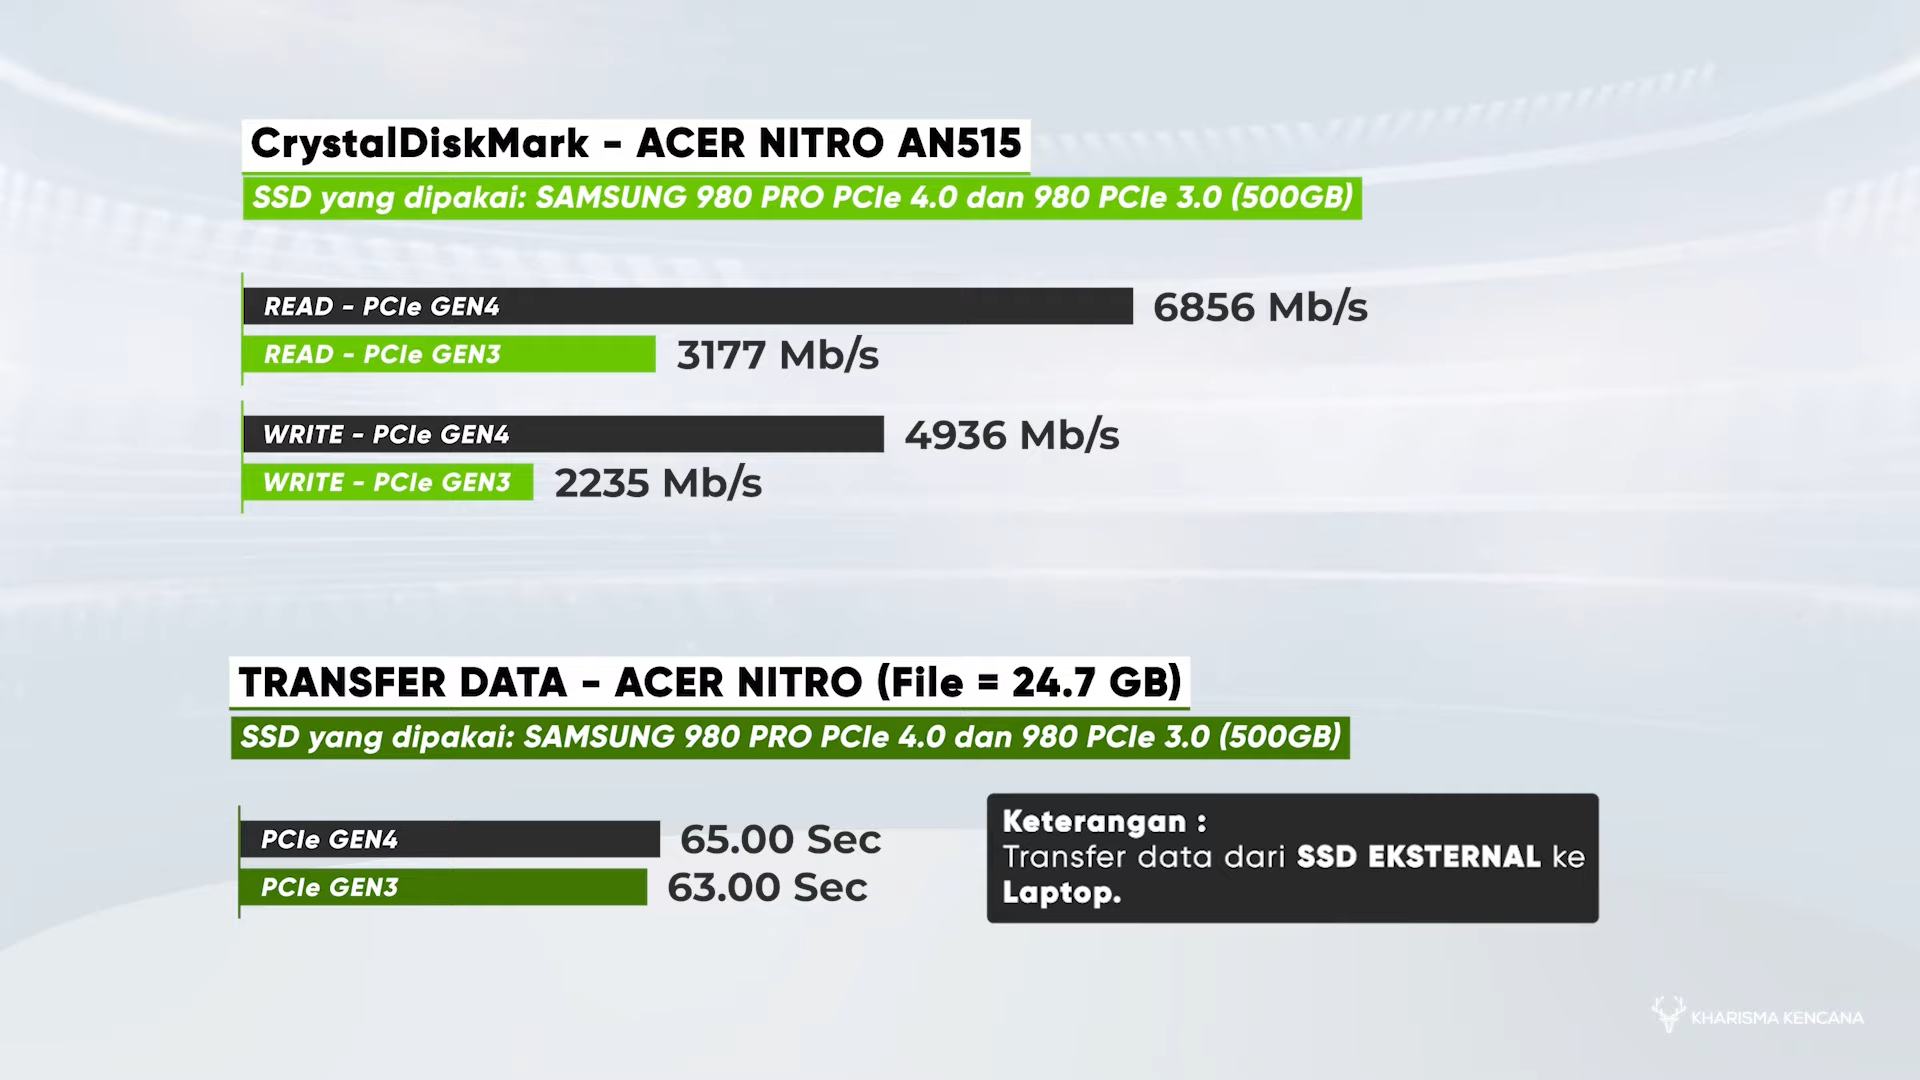 CrystalDiskMark - ACER NITRO AN515
SSD yang dipakai: SAMSUNG 980 PRO PCIe 4.0 dan 980 PCIe 3.0 (500GB)
READ - PCIe GEN4 6856 Mb/s
READ - PCIe GEN3 3177 Mb/s
WRITE - PCIe GEN4 4936 Mb/s
WRITE - PCIe GEN3 2235 Mb/s
TRANSFER DATA - ACER NITRO (File = 24.7 GB)
SSD yang dipakai: SAMSUNG 980 PRO PCIe 4.0 dan 980 PCIe 3.0 (500GB)
PCIe GEN4 65.00 Sec
PCIe GEN3 63.00 Sec
Keterangan :
Transfer data dari SSD EKSTERNAL ke
Laptop.
KHARISMA KENCANA